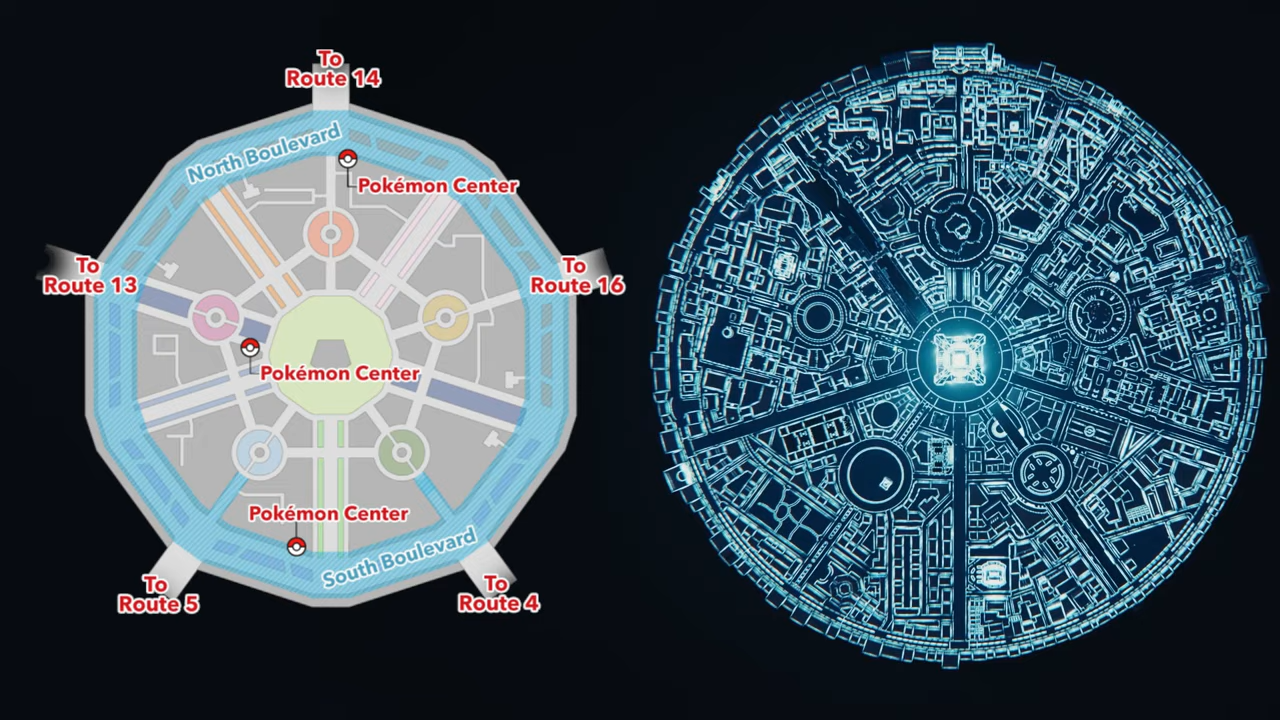 To
Route 14
North Boulevard
Pokémon Center
To
Route 13
To
Route 16
Pokémon Center
Pokémon Center
South Boulevard
To
Route 5
To
Route 4